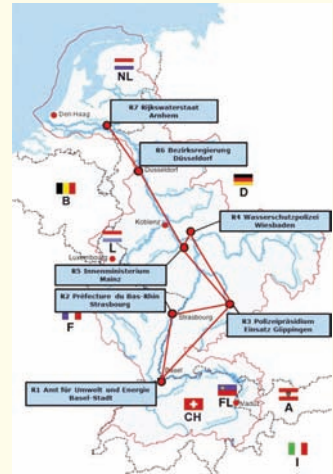 NL
Den Haag
R7 Rijkswaterstaat
Arnhem
R6 Bezirksregierung
Düsseldorf
Düsseldorf
D
B
Koblenz
R4 Wasserschutzpolizei
Wiesbaden
L
Luxembourg
R5 Innenministerium
Mainz
R2 Préfecture du Bas-Rhin
Strasbourg
F
Strasbourg
R3 Polizeipräsidium
Einsatz Göppingen
Basel
R1 Amt für Umwelt und Energie
Basel-Stadt
FL
Vaduz
CH
A
I